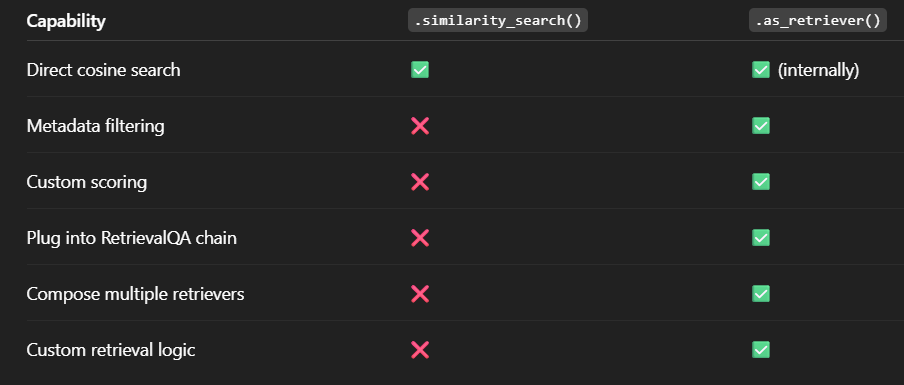 Capability .similarity_search() .as_retriever()
Direct cosine search ✅ ✅ (internally)
Metadata filtering ❌ ✅
Custom scoring ❌ ✅
Plug into RetrievalQA chain ❌ ✅
Compose multiple retrievers ❌ ✅
Custom retrieval logic ❌ ✅